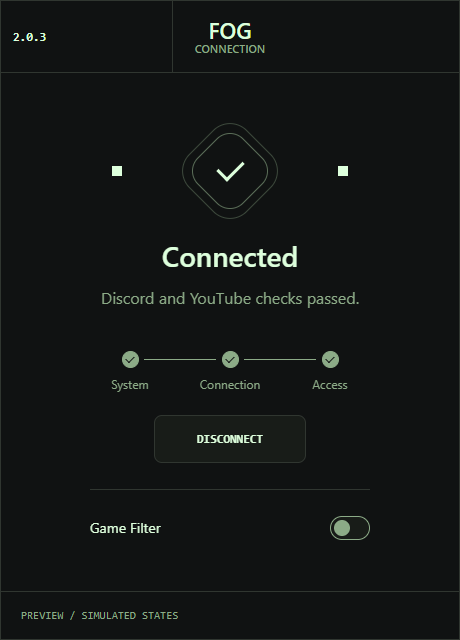 2.0.3
FOG
CONNECTION
Connected
Discord and YouTube checks passed.
System
Connection
Access
DISCONNECT
Game Filter
PREVIEW / SIMULATED STATES